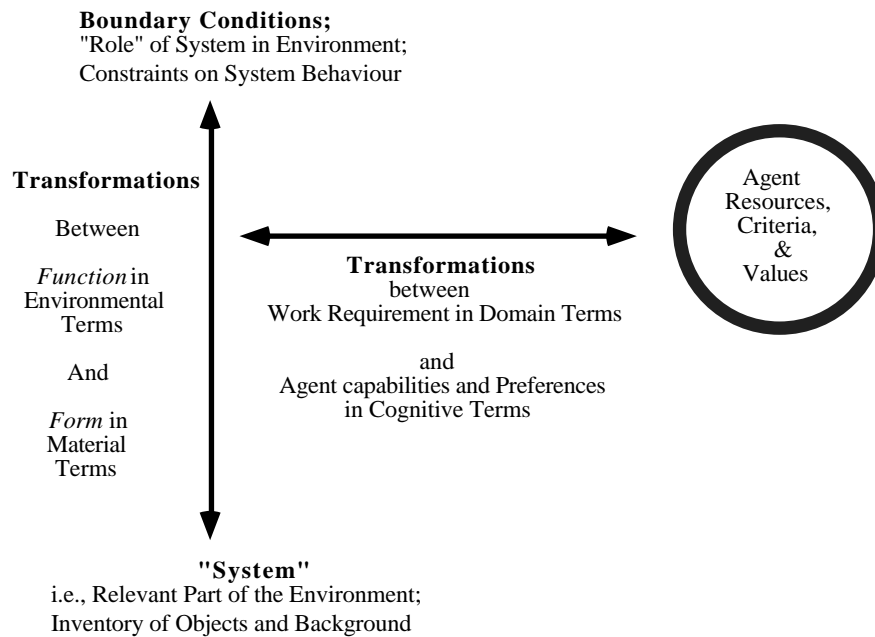 Boundary Conditions;
"Role" of System in Environment;
Constraints on System Behaviour
Transformations
Between
Function in
Environmental
Terms
And
Form in
Material
Terms
Transformations
between
Work Requirement in Domain Terms
and
Agent capabilities and Preferences
in Cognitive Terms
Agent
Resources,
Criteria,
&
Values
"System"
i.e., Relevant Part of the Environment;
Inventory of Objects and Background